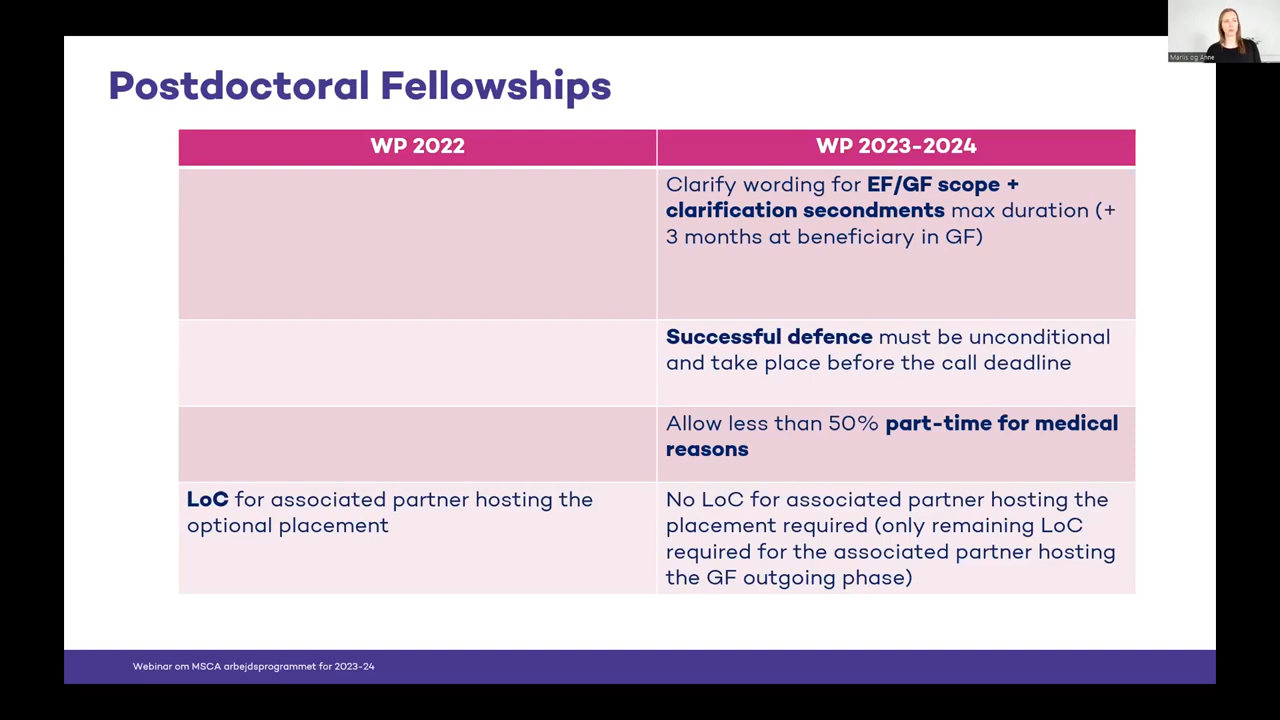 Postdoctoral Fellowships
WP 2022
WP 2023-2024
Clarify wording for EF/GF scope +
clarification secondments max duration (+
3 months at beneficiary in GF)
Successful defence must be unconditional
and take place before the call deadline
Allow less than 50% part-time for medical
reasons
LoC for associated partner hosting the
optional placement
No LoC for associated partner hosting the
placement required (only remaining LoC
required for the associated partner hosting
the GF outgoing phase)
Webinar om MSCA arbejdsprogrammet for 2023-24
og Ahne